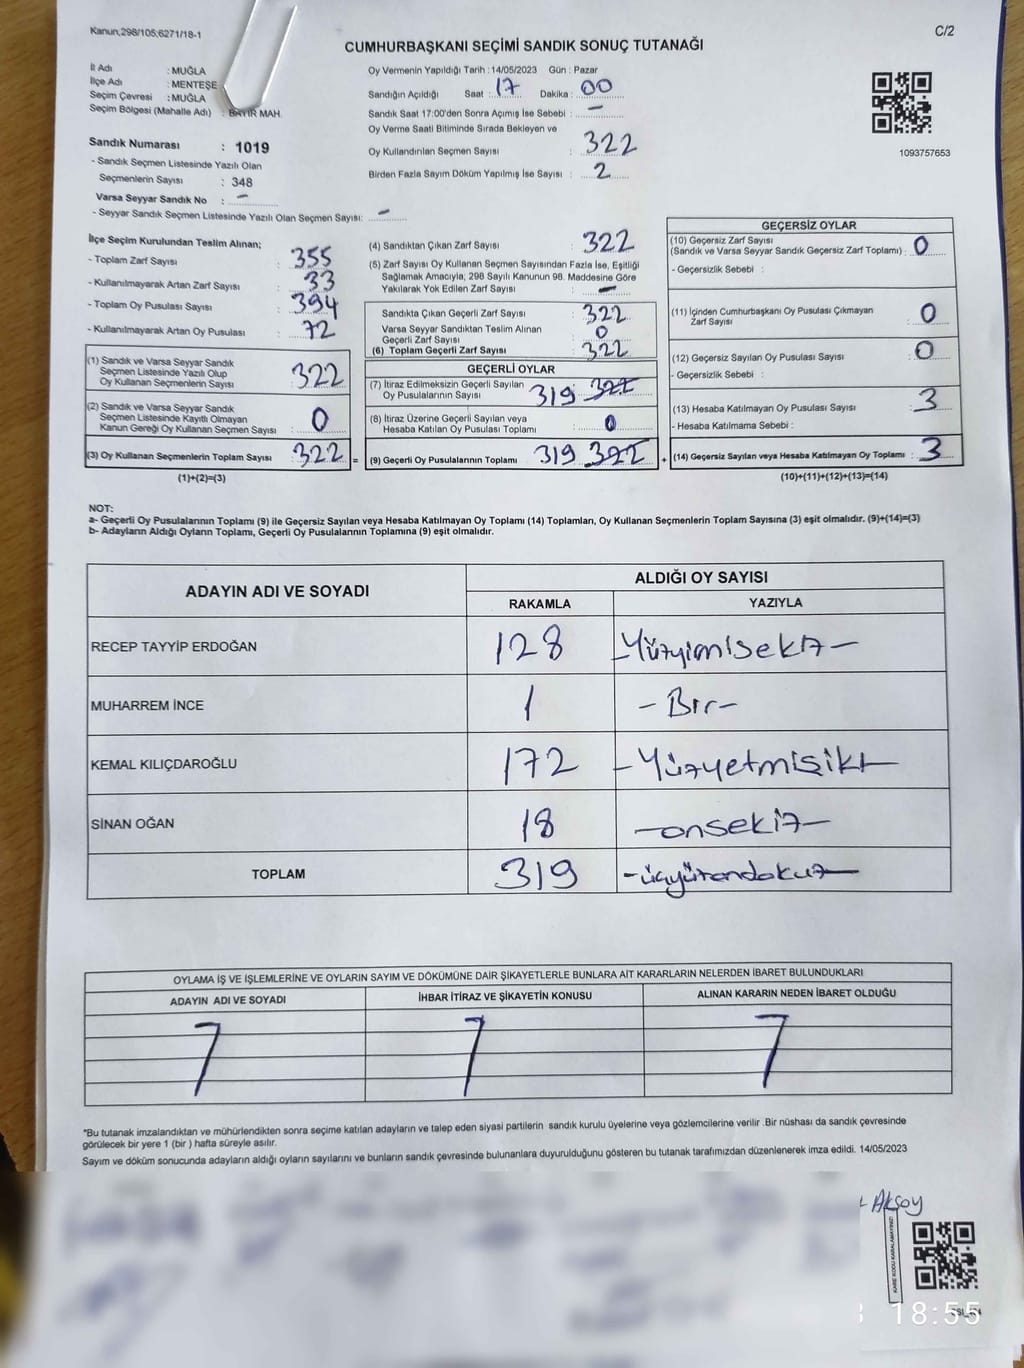 Kanun,298/105;6271/18-1
C/2
CUMHURBAŞKANI SEÇİMİ SANDIK SONUÇ TUTANAĞI
İl Adı : MUĞLA
İlçe Adı : MENTEŞE
Seçim Çevresi : MUĞLA
Seçim Bölgesi (Mahalle Adı) : BAYIR MAH.
Sandık Numarası : 1019
- Sandık Seçmen Listesinde Yazılı Olan
Seçmenlerin Sayısı : 348
Varsa Seyyar Sandık No : -
- Seyyar Sandık Seçmen Listesinde Yazılı Olan Seçmen Sayısı: -
Oy Vermenin Yapıldığı Tarih : 14/05/2023 Gün : Pazar
Sandığın Açıldığı Saat : 17 Dakika : 00
Sandık Saat 17:00'den Sonra Açımış İse Sebebi : -
Oy Verme Saati Bitiminde Sırada Bekleyen ve
Oy Kullandırılan Seçmen Sayısı : 322
Birden Fazla Sayım Döküm Yapılmış İse Sayısı : 2
1093757653
İlçe Seçim Kurulundan Teslim Alınan;
- Toplam Zarf Sayısı : 355
- Kullanılmayarak Artan Zarf Sayısı : 33
- Toplam Oy Pusulası Sayısı : 394
- Kullanılmayarak Artan Oy Pusulası : 72
(1) Sandık ve Varsa Seyyar Sandık
Seçmen Listesinde Yazılı Olup
Oy Kullanan Seçmenlerin Sayısı : 322
(2) Sandık ve Varsa Seyyar Sandık
Seçmen Listesinde Kayıtlı Olmayan
Kanun Gereği Oy Kullanan Seçmen Sayısı : 0
(3) Oy Kullanan Seçmenlerin Toplam Sayısı : 322 =
(1)+(2)=(3)
(4) Sandıktan Çıkan Zarf Sayısı : 322
(5) Zarf Sayısı Oy Kullanan Seçmen Sayısından Fazla İse, Eşitliği
Sağlamak Amacıyla; 298 Sayılı Kanunun 98. Maddesine Göre
Yakılarak Yok Edilen Zarf Sayısı : -
Sandıkta Çıkan Geçerli Zarf Sayısı : 322
Varsa Seyyar Sandıktan Teslim Alınan
Geçerli Zarf Sayısı : 0
(6) Toplam Geçerli Zarf Sayısı : 322
GEÇERLİ OYLAR
(7) İtiraz Edilmeksizin Geçerli Sayılan
Oy Pusulalarının Sayısı : 319 322
(8) İtiraz Üzerine Geçerli Sayılan veya
Hesaba Katılan Oy Pusulası Toplamı : 0
(9) Geçerli Oy Pusulalarının Toplamı : 319 322 +
GEÇERSİZ OYLAR
(10) Geçersiz Zarf Sayısı
(Sandık ve Varsa Seyyar Sandık Geçersiz Zarf Toplamı) : 0
- Geçersizlik Sebebi :
(11) İçinden Cumhurbaşkanı Oy Pusulası Çıkmayan
Zarf Sayısı : 0
(12) Geçersiz Sayılan Oy Pusulası Sayısı : 0
- Geçersizlik Sebebi :
(13) Hesaba Katılmayan Oy Pusulası Sayısı : 3
- Hesaba Katılmama Sebebi :
(14) Geçersiz Sayılan veya Hesaba Katılmayan Oy Toplamı : 3
(10)+(11)+(12)+(13)=(14)
NOT:
a- Geçerli Oy Pusulalarının Toplamı (9) ile Geçersiz Sayılan veya Hesaba Katılmayan Oy Toplamı (14) Toplamları, Oy Kullanan Seçmenlerin Toplam Sayısına (3) eşit olmalıdır. (9)+(14)=(3)
b- Adayların Aldığı Oyların Toplamı, Geçerli Oy Pusulalarının Toplamına (9) eşit olmalıdır.
ADAYIN ADI VE SOYADI
ALDIĞI OY SAYISI
RAKAMLA YAZIYLA
RECEP TAYYİP ERDOĞAN 128 -Yüzyimisekiz-
MUHARREM İNCE 1 -Bir-
KEMAL KILIÇDAROĞLU 172 -Yüzyetmişiki-
SİNAN OĞAN 18 -onsekiz-
TOPLAM 319 -üçyüzondokuz-
OYLAMA İŞ VE İŞLEMLERİNE VE OYLARIN SAYIM VE DÖKÜMÜNE DAİR ŞİKAYETLERLE BUNLARA AİT KARARLARIN NELERDEN İBARET BULUNDUKLARI
ADAYIN ADI VE SOYADI İHBAR İTİRAZ VE ŞİKAYETİN KONUSU ALINAN KARARIN NEDEN İBARET OLDUĞU
*Bu tutanak imzalandıktan ve mühürlendikten sonra seçime katılan adayların ve talep eden siyasi partilerin sandık kurulu üyelerine veya gözlemcilerine verilir .Bir nüshası da sandık çevresinde
görülecek bir yere 1 (bir ) hafta süreyle asılır.
Sayım ve döküm sonucunda adayların aldığı oyların sayılarını ve bunların sandık çevresinde bulunanlara duyurulduğunu gösteren bu tutanak tarafımızdan düzenlenerek imza edildi. 14/05/2023
Aksoy
KARE KODU KARALAMAYINIZ!
18:55